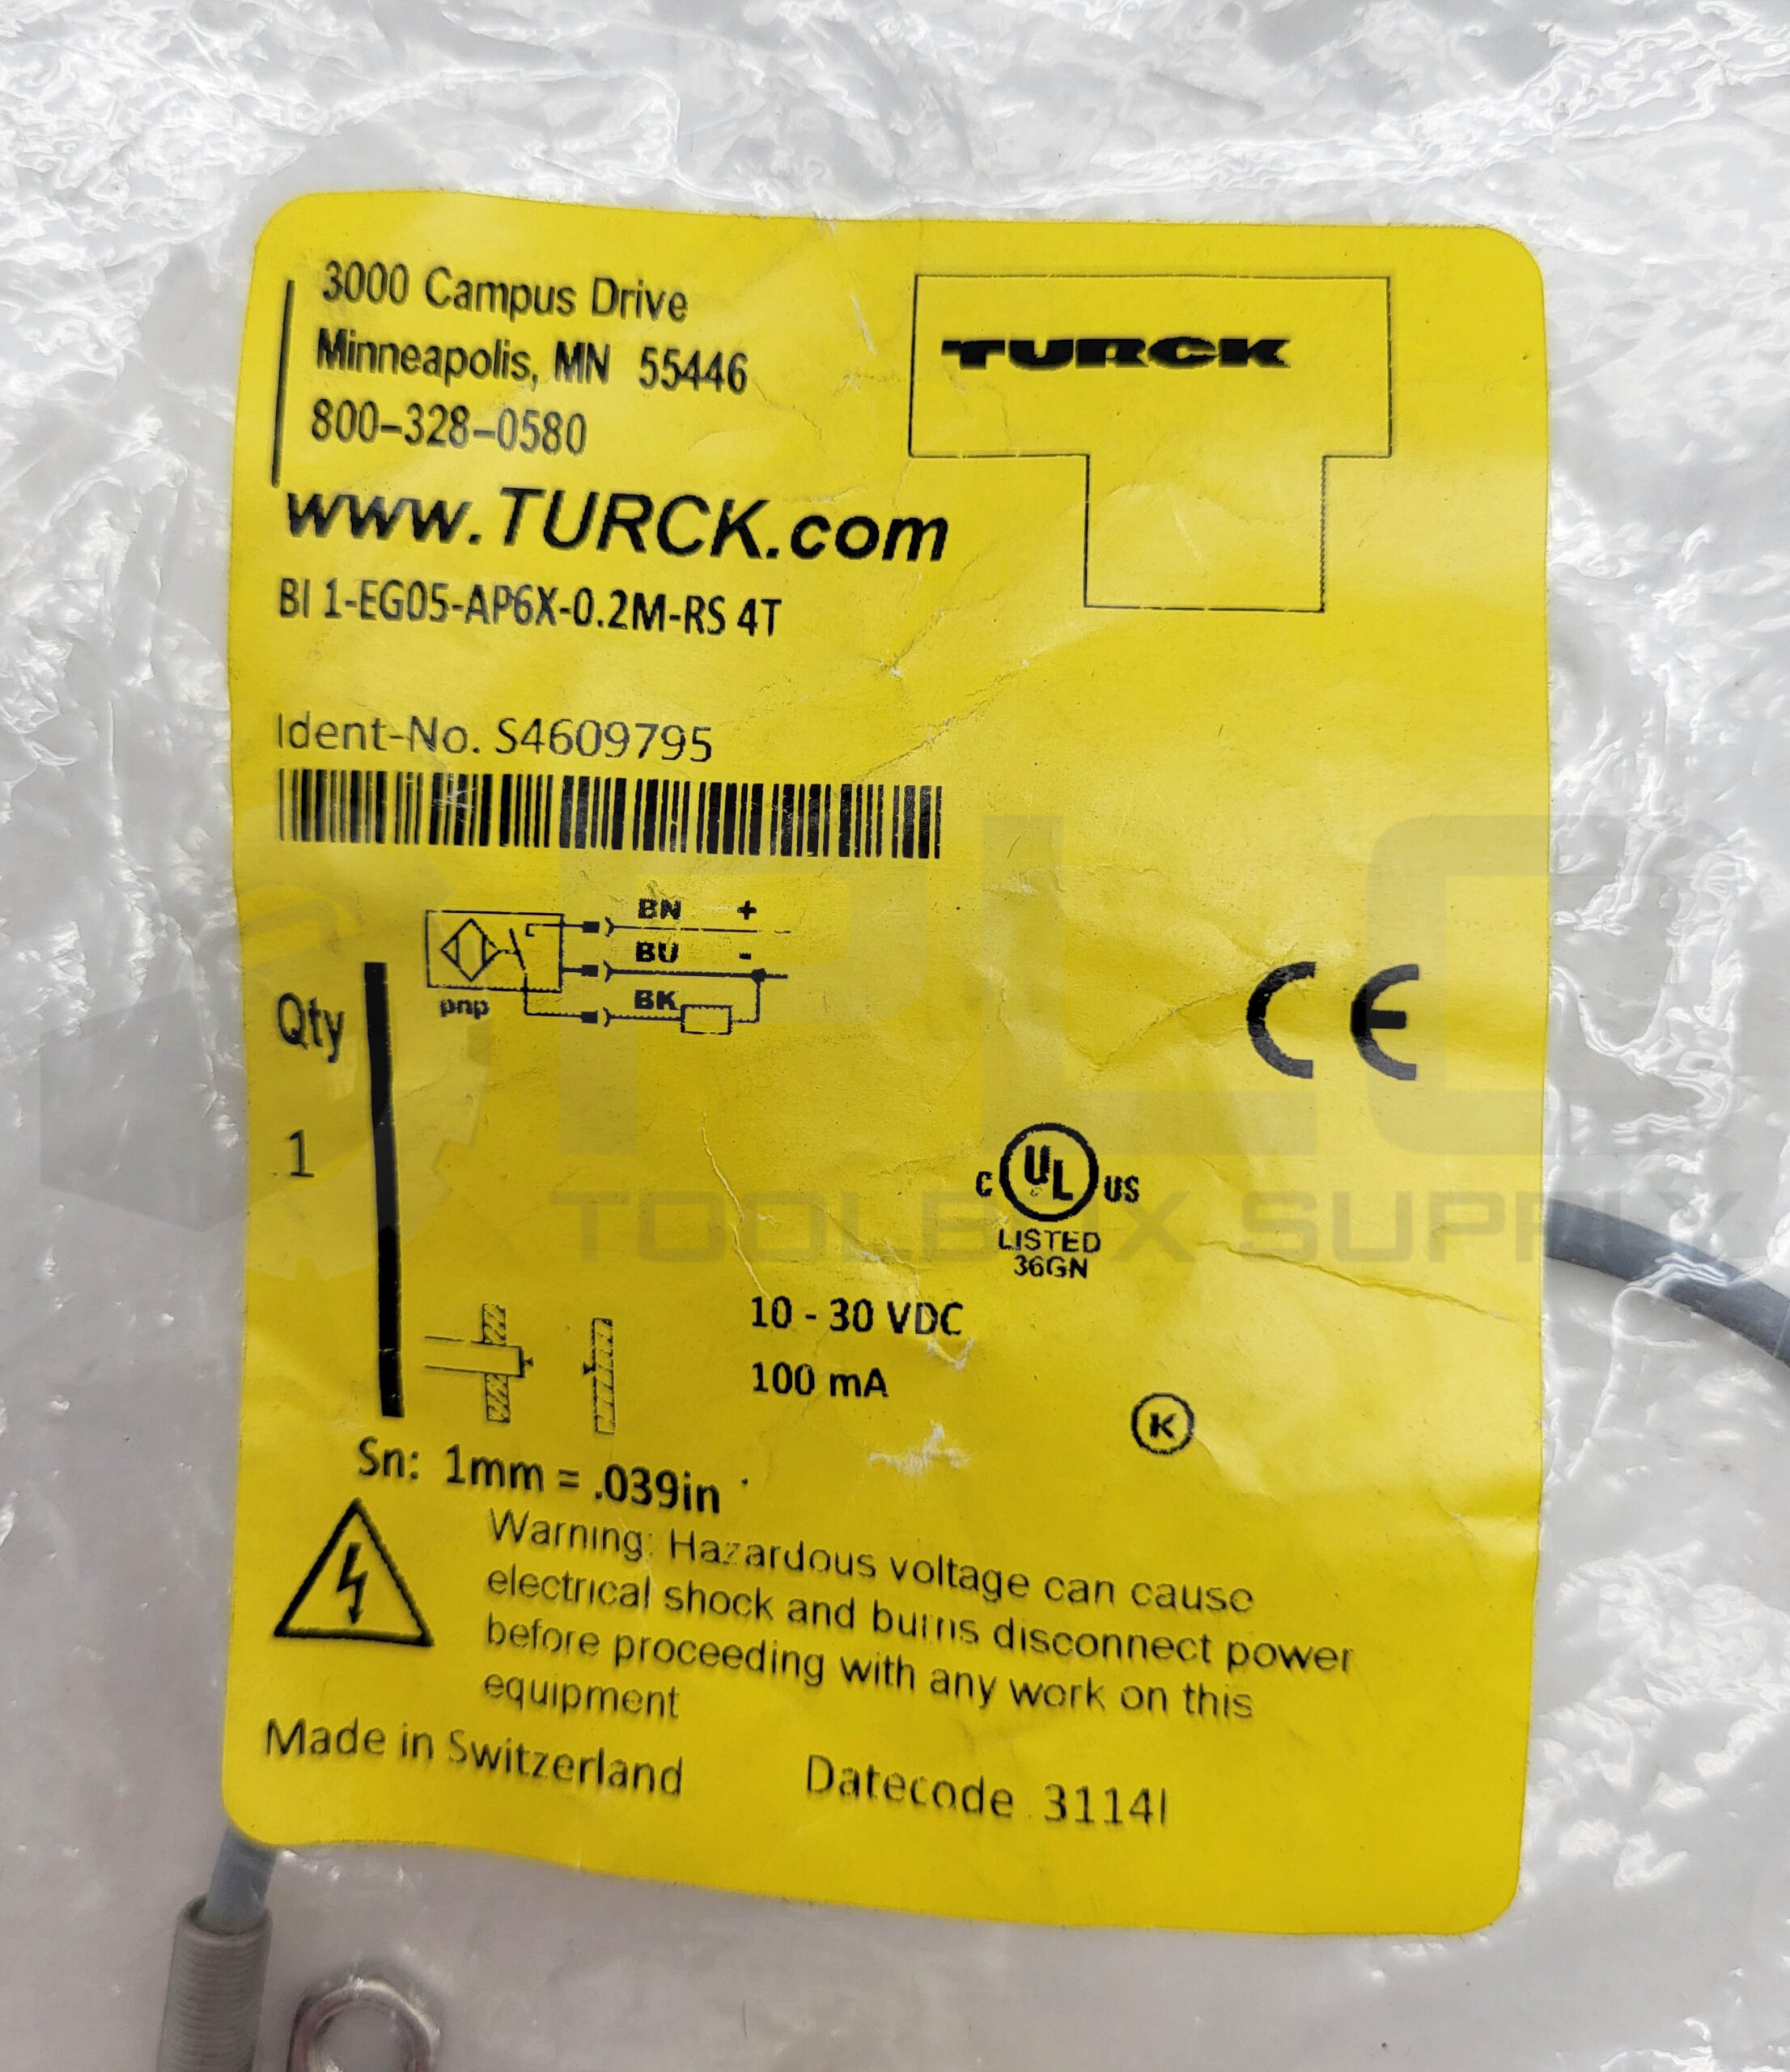 3000 Campus Drive
Minneapolis, MN 55446
800-328-0580
TURCK
www.TURCK.com
BI 1-EG05-AP6X-0.2M-RS 4T
Ident-No. S4609795
BN +
BU -
BK
pnp
Qty
1
CE
C UL US
LISTED
36GN
10 - 30 VDC
100 mA
K
Sn: 1mm = .039in
Warning: Hazardous voltage can cause
electrical shock and burns disconnect power
before proceeding with any work on this
equipment
Made in Switzerland Datecode 3114I
PLC
TOOLBOX SUPPLY